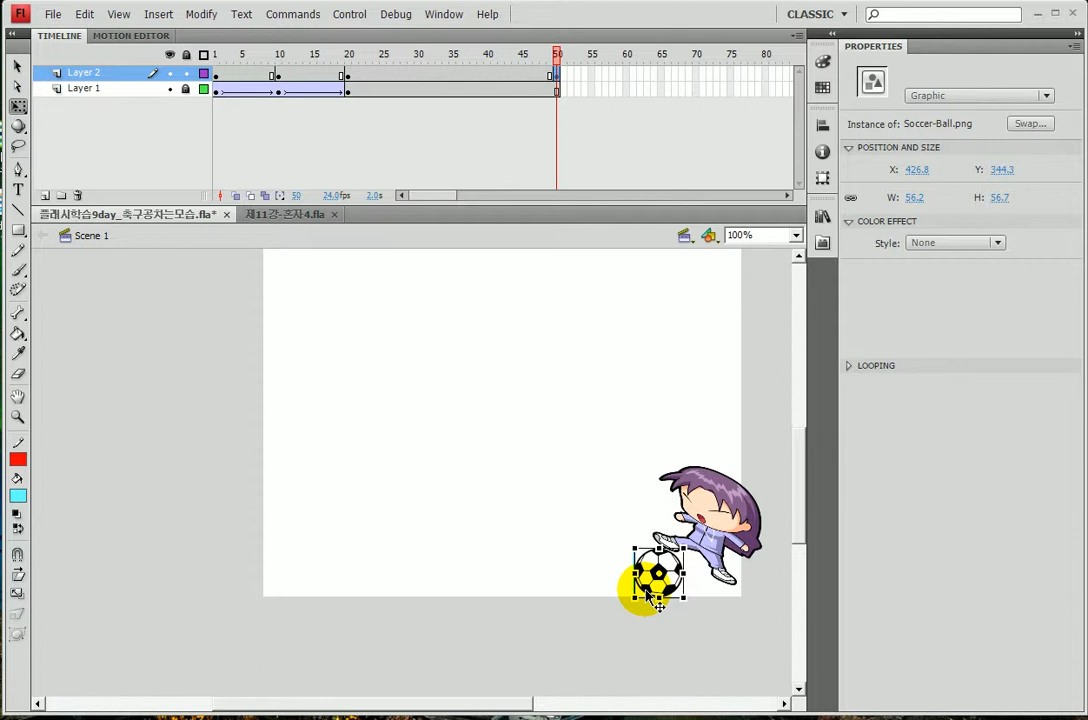 Fl File Edit View Insert Modify Text Commands Control Debug Window Help CLASSIC
TIMELINE MOTION EDITOR PROPERTIES
1 5 10 15 20 25 30 35 40 45 50 55 60 65 70 75 80
Layer 2
Layer 1
Graphic
Instance of: Soccer-Ball.png Swap...
POSITION AND SIZE
X: 426.8 Y: 344.3
W: 56.2 H: 56.7
50 24.0fps 2.0s
플래시학습9day_축구공차는모습.fla* × 제11강-혼자4.fla ×
COLOR EFFECT
Scene 1 100%
Style: None
LOOPING